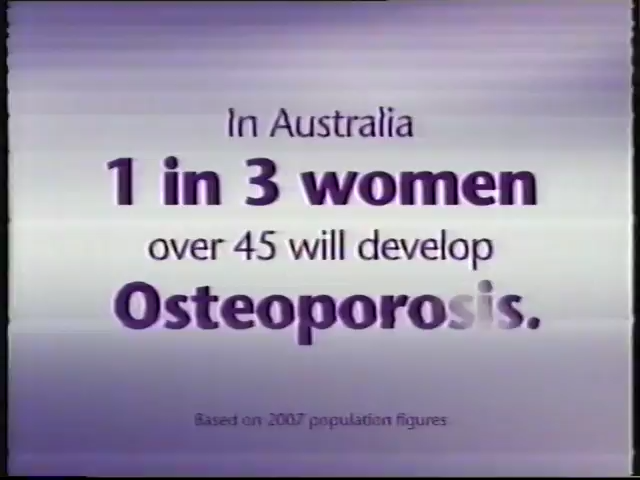 In Australia
1 in 3 women
over 45 will develop
Osteoporosis.
Based on 2007 population figures